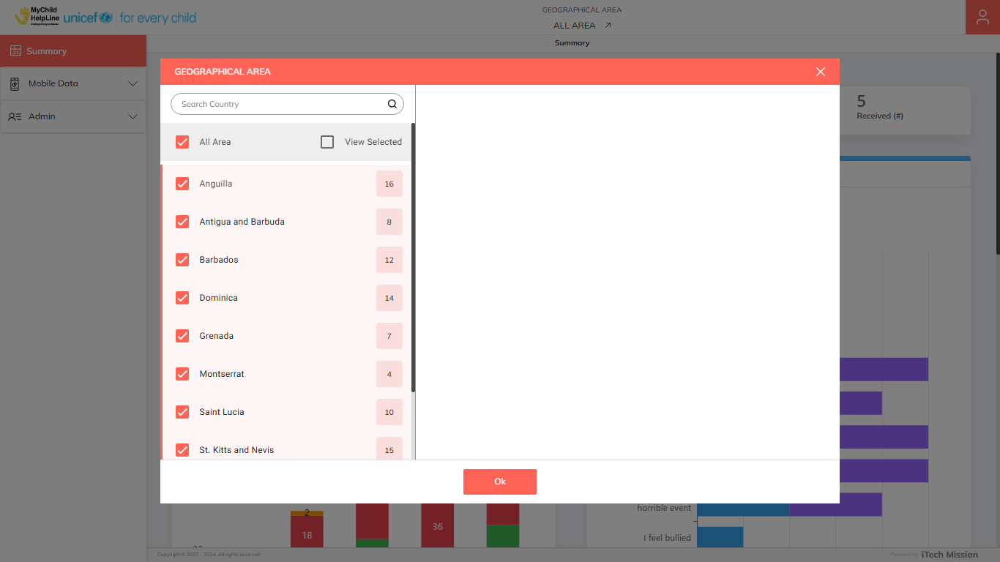 MyChild
HelpLine
unicef for every child
GEOGRAPHICAL AREA
ALL AREA
Summary
Summary
Mobile Data
Admin
GEOGRAPHICAL AREA
Search Country
All Area
View Selected
Anguilla 16
Antigua and Barbuda 8
Barbados 12
Dominica 14
Grenada 7
Montserrat 4
Saint Lucia 10
St. Kitts and Nevis 15
Ok
5
Received (#)
2
18
36
horrible event
I feel bullied
Copyright © 2022 - 2024. All rights reserved.
Powered by iTech Mission